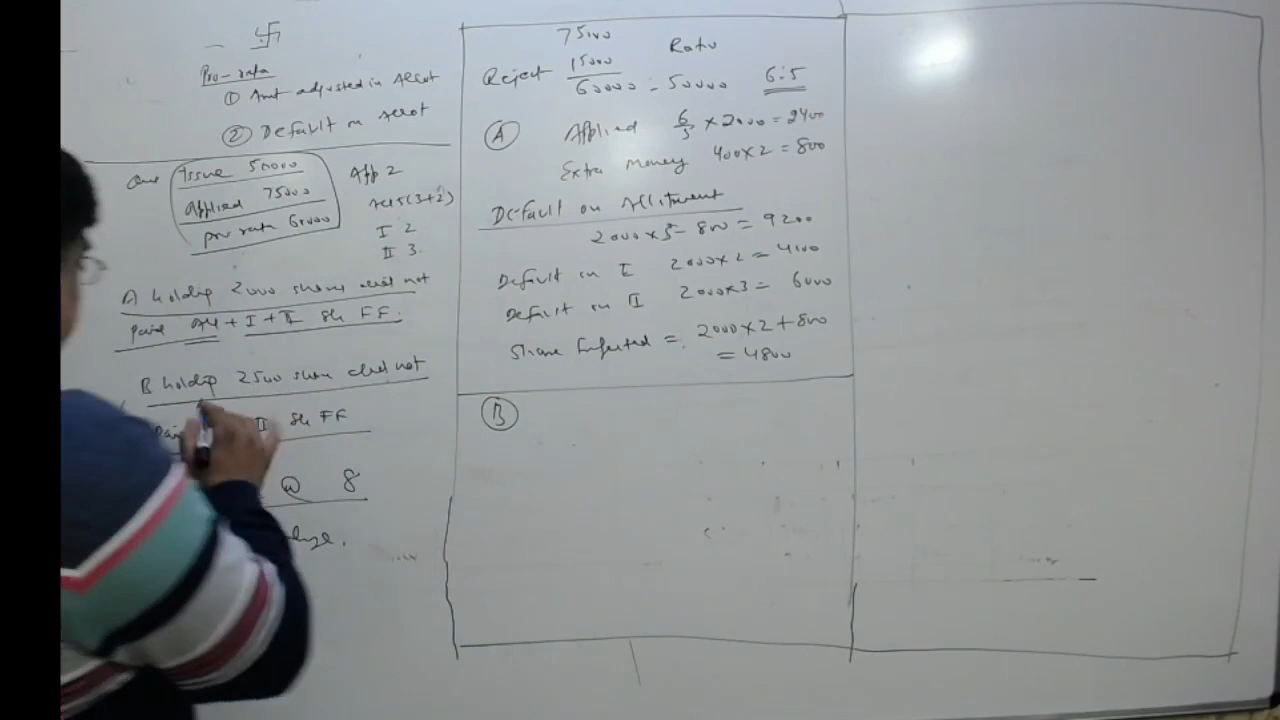 卐
Pro-rata
① Amt adjusted in Allot
② Default on Allot
Que Issue 50000
Applied 75000
pro rata 60000
App 2
All 5(3+2)
I 2
II 3.
A holding 2000 shares did not
paid All + I + II Sh FF.
B holding 2500 share did not
II Sh FF
@ 8
75000
Reject 15000
60000 - 50000
Ratio
6:5
Ⓐ Applied 6/5 × 2000 = 2400
Extra money 400×2 = 800
Default on Allotment
2000×5 - 800 = 9200
Default in I 2000×2 = 4000
Default in II 2000×3 = 6000
Share Forfeited = 2000×2 + 800
= 4800
Ⓑ